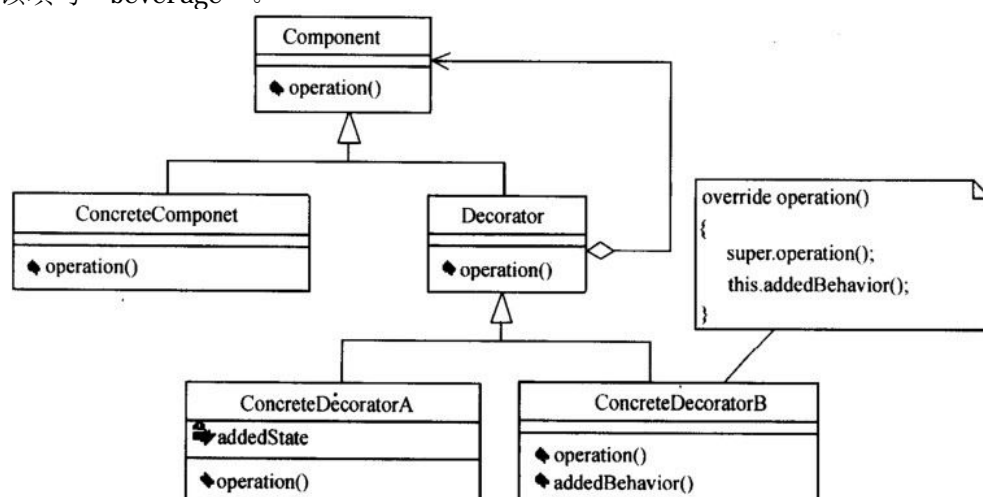 beverage
Component
operation()
ConcreteComponet
operation()
Decorator
operation()
override operation()
{
super.operation();
this.addedBehavior();
}
ConcreteDecoratorA
addedState
operation()
ConcreteDecoratorB
operation()
addedBehavior()